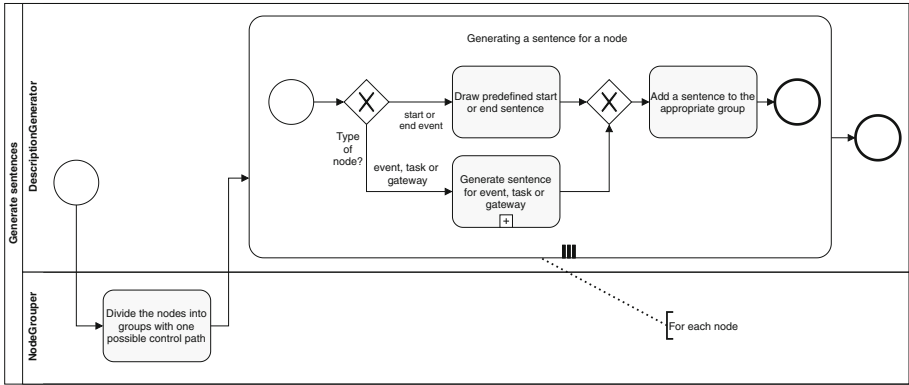 Generate sentences
DescriptionGenerator
Generating a sentence for a node
Type
of
node?
start or
end event
Draw predefined start
or end sentence
Add a sentence to the
appropriate group
event, task or
gateway
Generate sentence
for event, task or
gateway
NodeGrouper
Divide the nodes into
groups with one
possible control path
For each node